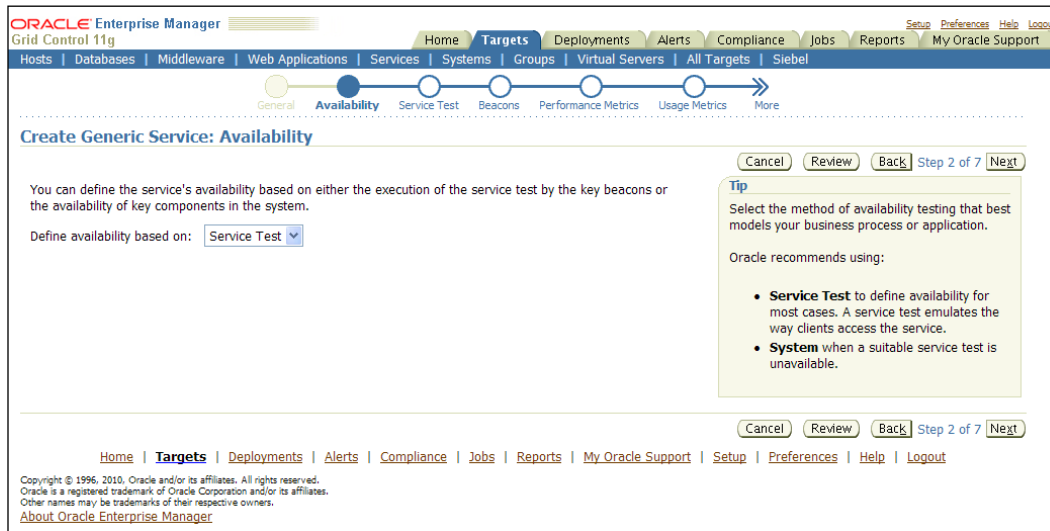 ORACLE Enterprise Manager
Grid Control 11g
Setup Preferences Help Logout
Home Targets Deployments Alerts Compliance Jobs Reports My Oracle Support
Hosts | Databases | Middleware | Web Applications | Services | Systems | Groups | Virtual Servers | All Targets | Siebel
General Availability Service Test Beacons Performance Metrics Usage Metrics More
Create Generic Service: Availability
Cancel Review Back Step 2 of 7 Next
You can define the service's availability based on either the execution of the service test by the key beacons or
the availability of key components in the system.
Define availability based on: Service Test
Tip
Select the method of availability testing that best
models your business process or application.
Oracle recommends using:
• Service Test to define availability for
most cases. A service test emulates the
way clients access the service.
• System when a suitable service test is
unavailable.
Cancel Review Back Step 2 of 7 Next
Home | Targets | Deployments | Alerts | Compliance | Jobs | Reports | My Oracle Support | Setup | Preferences | Help | Logout
Copyright © 1996, 2010, Oracle and/or its affiliates. All rights reserved.
Oracle is a registered trademark of Oracle Corporation and/or its affiliates.
Other names may be trademarks of their respective owners.
About Oracle Enterprise Manager